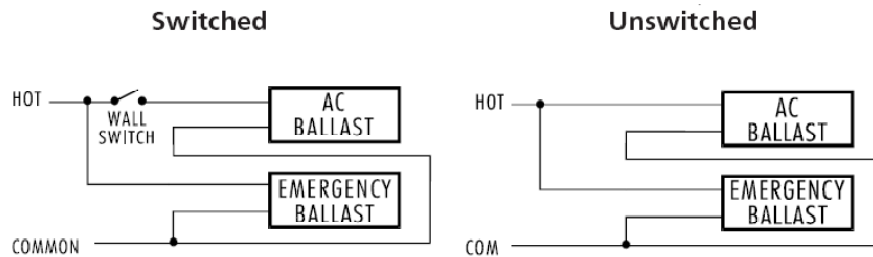 Switched
HOT
WALL
SWITCH
AC
BALLAST
EMERGENCY
BALLAST
COMMON
Unswitched
HOT
AC
BALLAST
EMERGENCY
BALLAST
COM